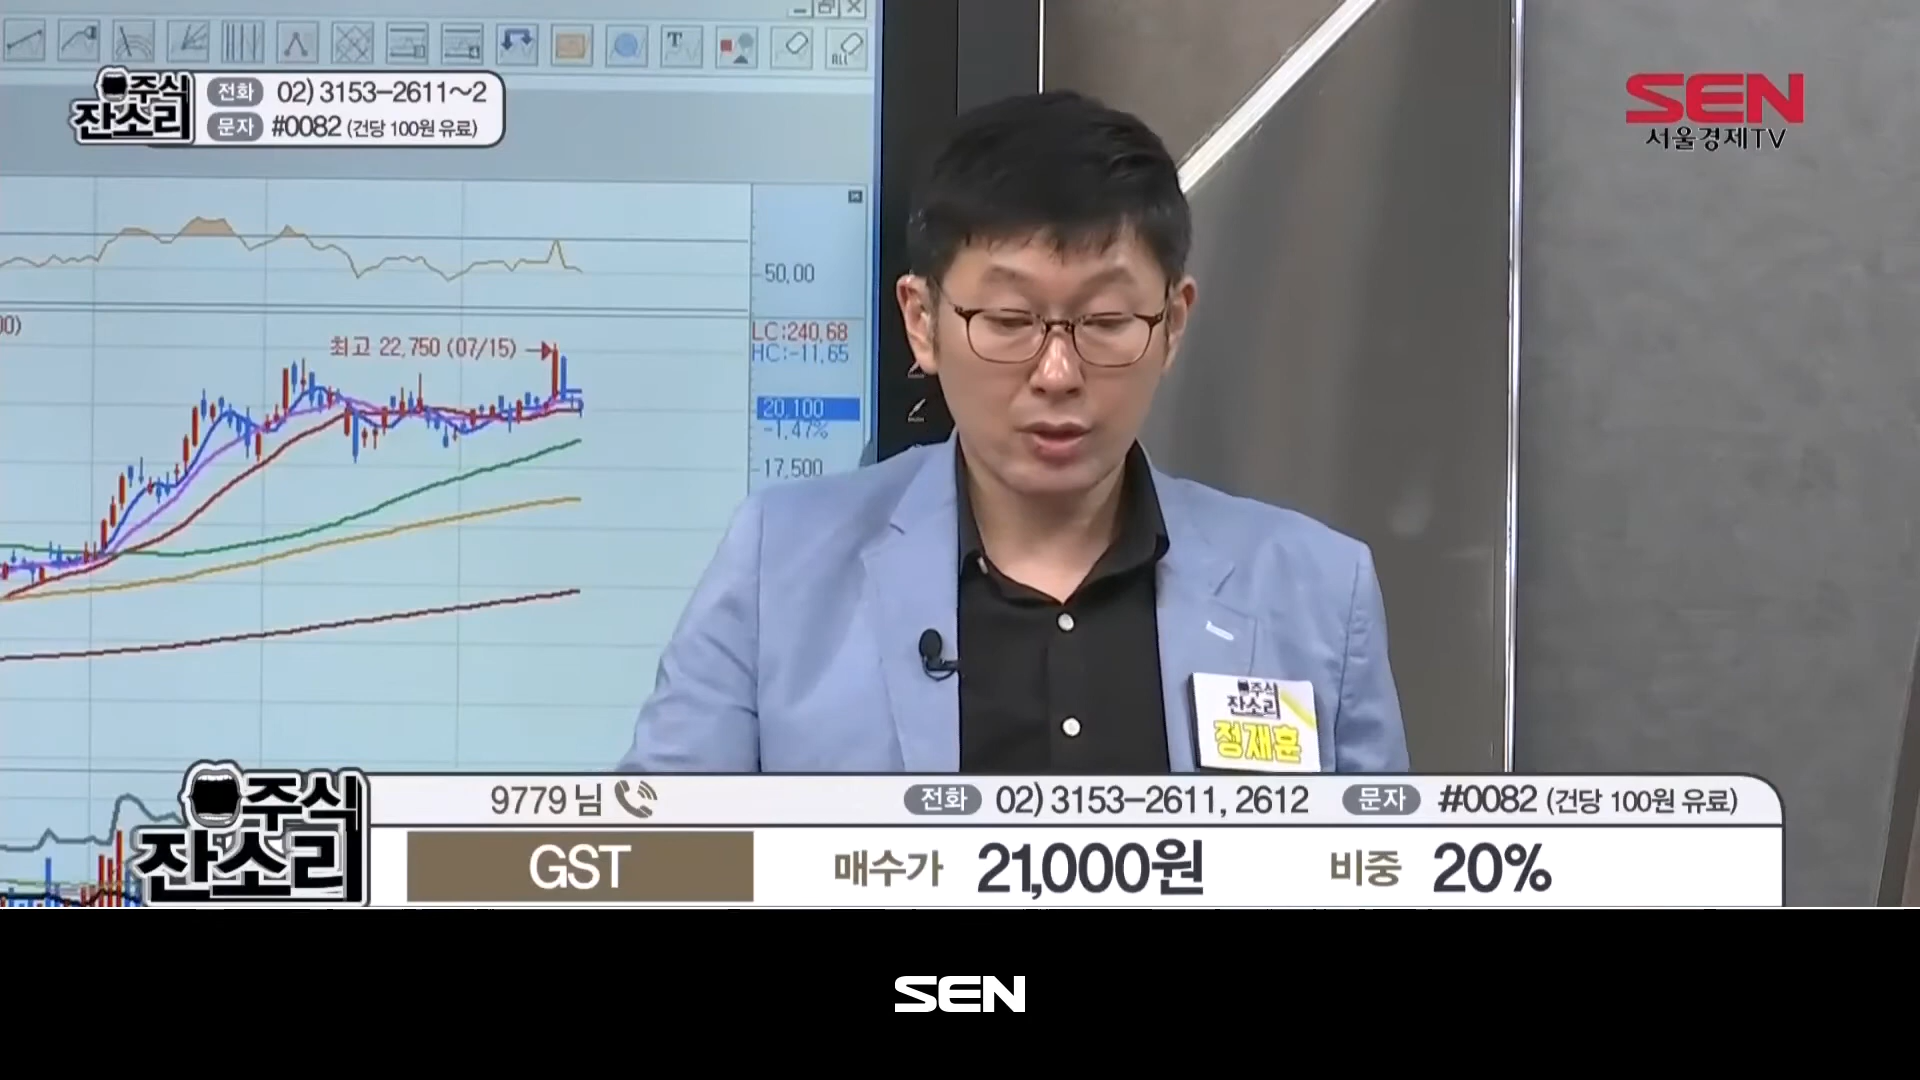 T
ALL
주식
잔소리
전화 02) 3153-2611~2
문자 #0082 (건당 100원 유료)
SEN
서울경제TV
50,00
00)
최고 22,750 (07/15)
LC:240,68
HC:-11,65
20,100
-1,47%
17,500
주식
잔소리
정재훈
주식
잔소리
9779 님
전화 02) 3153-2611, 2612
문자 #0082 (건당 100원 유료)
GST
매수가 21,000원
비중 20%
SEN